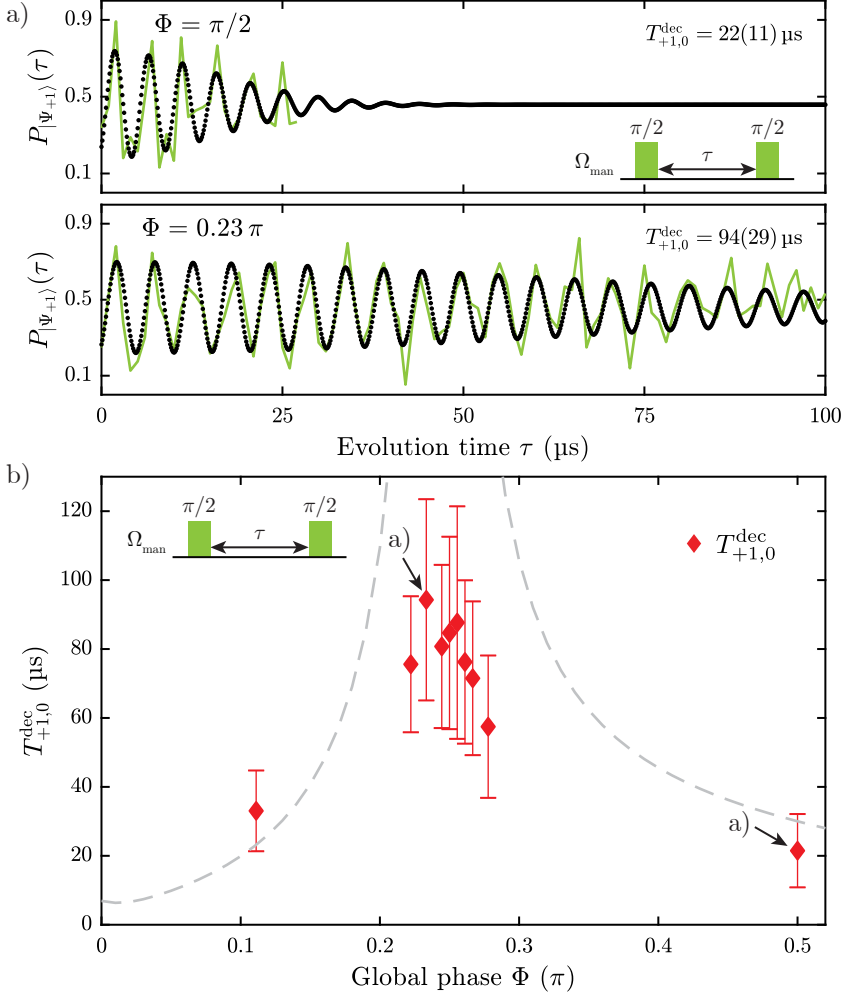 a)
Φ = π/2
T^dec_+1,0 = 22(11) µs
0.9
0.5
0.1
P_|Ψ+1⟩(τ)
π/2 π/2
Ω_man τ
Φ = 0.23 π
T^dec_+1,0 = 94(29) µs
0.9
0.5
0.1
P_|Ψ+1⟩(τ)
0 25 50 75 100
Evolution time τ (µs)
b)
π/2 π/2
Ω_man τ
a)
T^dec_+1,0
120
100
80
60
40
20
0
T^dec_+1,0 (µs)
a)
0 0.1 0.2 0.3 0.4 0.5
Global phase Φ (π)